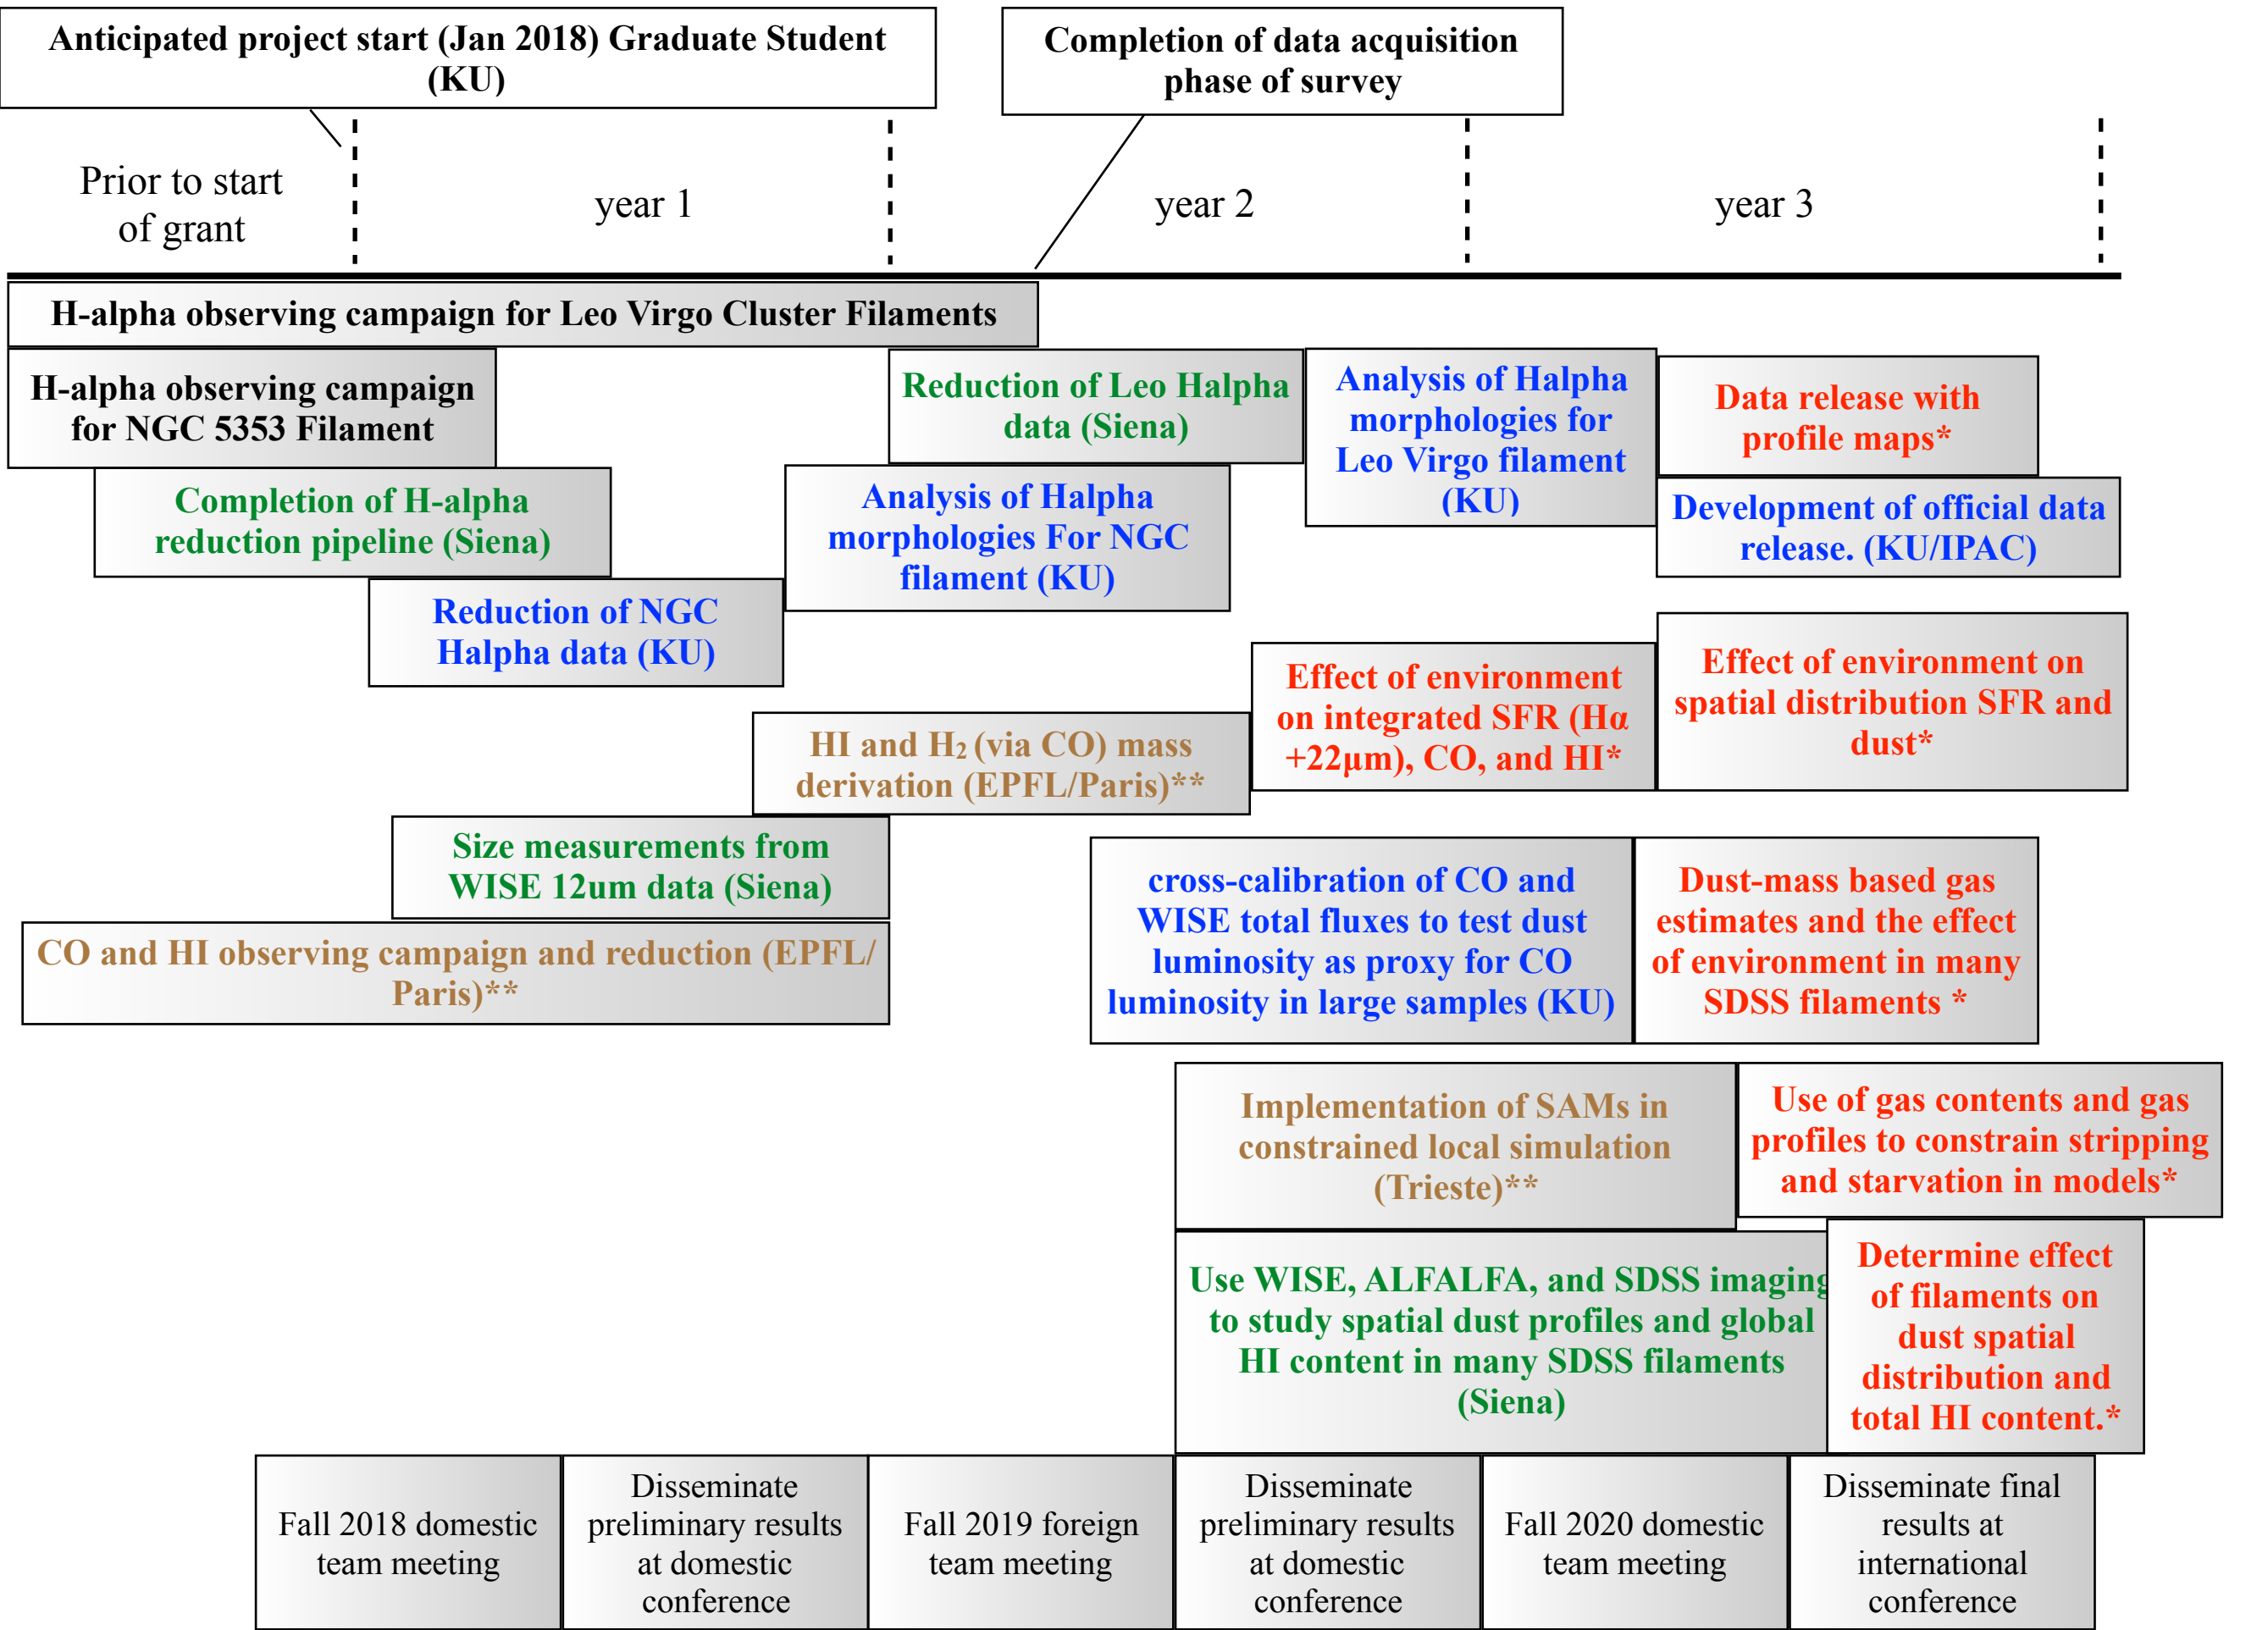 Anticipated project start (Jan 2018) Graduate Student
(KU)
Completion of data acquisition
phase of survey
Prior to start
of grant
year 1
year 2
year 3
H-alpha observing campaign for Leo Virgo Cluster Filaments
H-alpha observing campaign
for NGC 5353 Filament
Reduction of Leo Halpha
data (Siena)
Analysis of Halpha
morphologies for
Leo Virgo filament
(KU)
Data release with
profile maps*
Completion of H-alpha
reduction pipeline (Siena)
Analysis of Halpha
morphologies For NGC
filament (KU)
Development of official data
release. (KU/IPAC)
Reduction of NGC
Halpha data (KU)
Effect of environment
on integrated SFR (Hα
+22μm), CO, and HI*
Effect of environment on
spatial distribution SFR and
dust*
HI and H₂ (via CO) mass
derivation (EPFL/Paris)**
Size measurements from
WISE 12um data (Siena)
cross-calibration of CO and
WISE total fluxes to test dust
luminosity as proxy for CO
luminosity in large samples (KU)
Dust-mass based gas
estimates and the effect
of environment in many
SDSS filaments *
CO and HI observing campaign and reduction (EPFL/
Paris)**
Implementation of SAMs in
constrained local simulation
(Trieste)**
Use of gas contents and gas
profiles to constrain stripping
and starvation in models*
Use WISE, ALFALFA, and SDSS imaging
to study spatial dust profiles and global
HI content in many SDSS filaments
(Siena)
Determine effect
of filaments on
dust spatial
distribution and
total HI content.*
Fall 2018 domestic
team meeting
Disseminate
preliminary results
at domestic
conference
Fall 2019 foreign
team meeting
Disseminate
preliminary results
at domestic
conference
Fall 2020 domestic
team meeting
Disseminate final
results at
international
conference